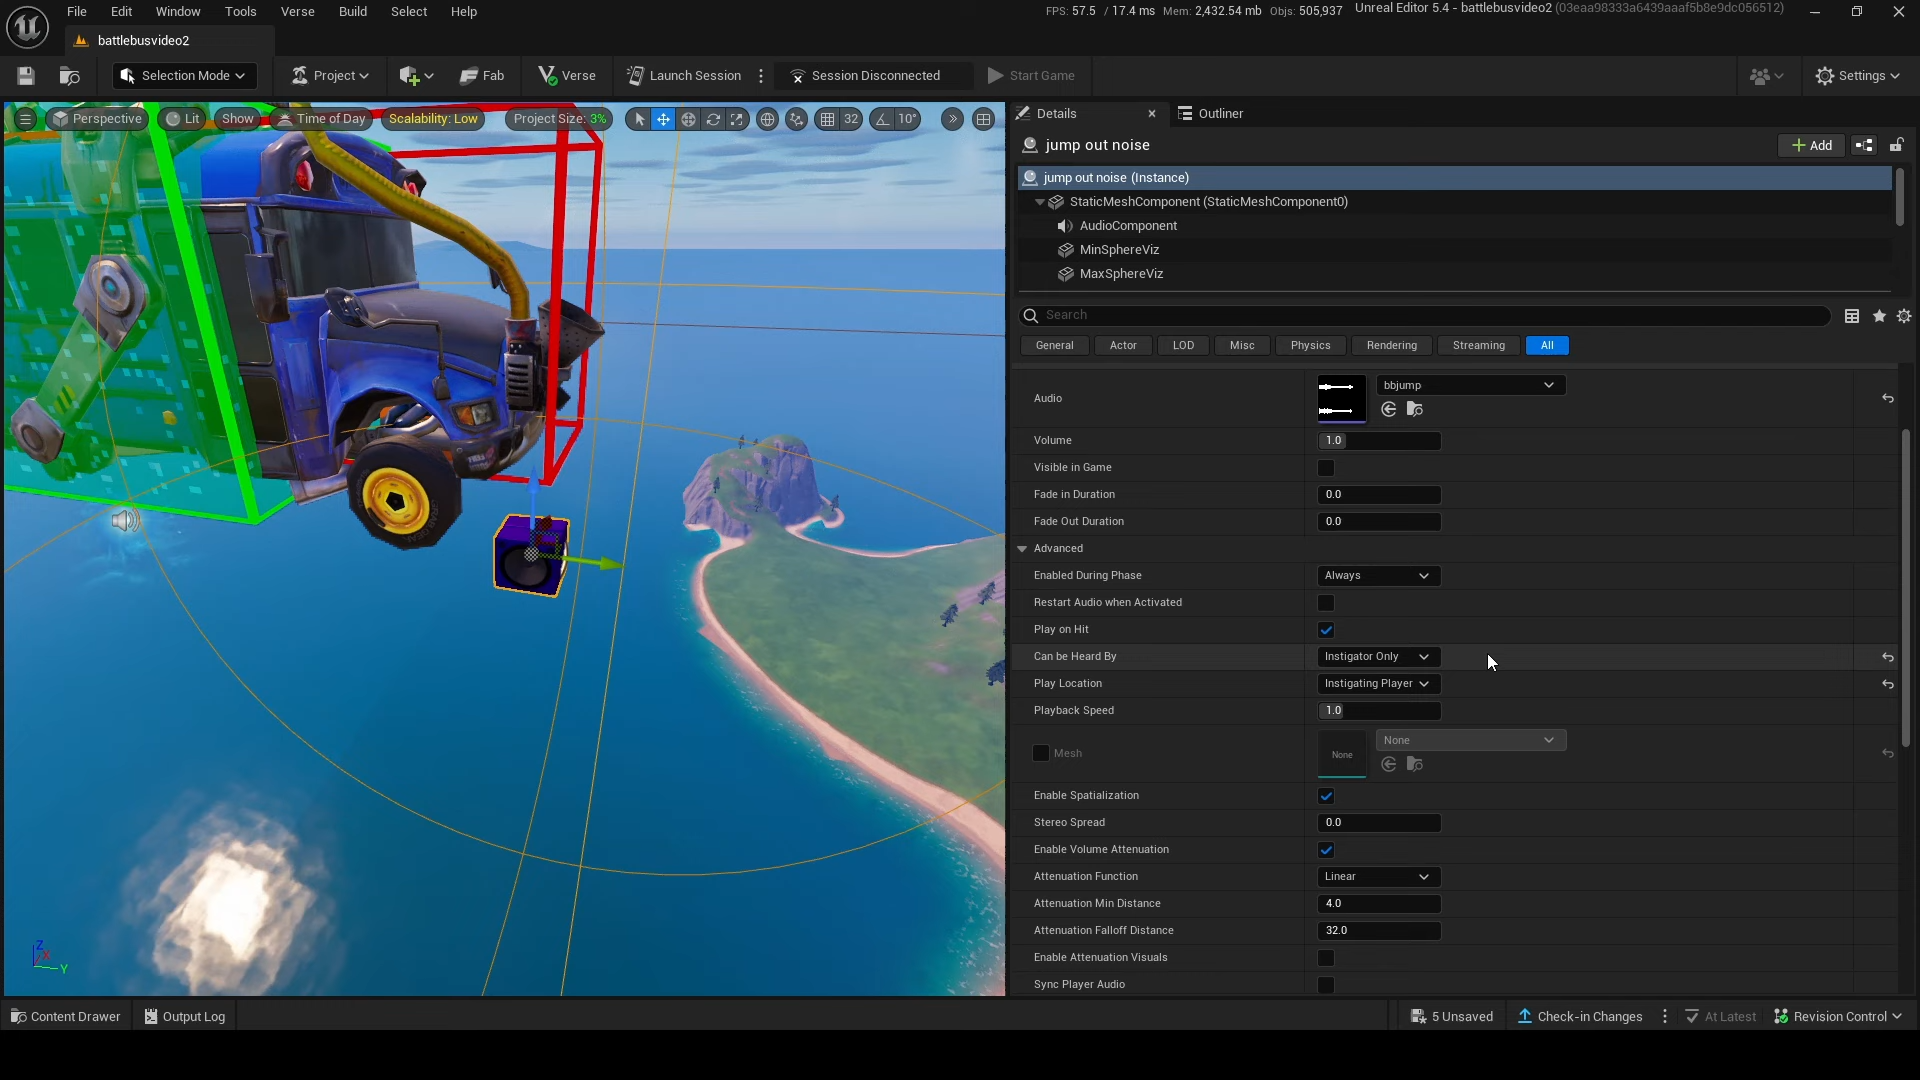 File Edit Window Tools Verse Build Select Help
FPS: 57.5 / 17.4 ms Mem: 2,432.54 mb Objs: 505,937 Unreal Editor 5.4 - battlebusvideo2 (03eaa98333a6439aaaf5b8e9dc056512)
battlebusvideo2
Selection Mode Project Fab Verse Launch Session Session Disconnected Start Game Settings
Perspective Lit Show Time of Day Scalability: Low Project Size: 3% 32 10°
Details Outliner
jump out noise
Add
jump out noise (Instance)
StaticMeshComponent (StaticMeshComponent0)
AudioComponent
MinSphereViz
MaxSphereViz
Search
General Actor LOD Misc Physics Rendering Streaming All
Audio bbjump
Volume 1.0
Visible in Game
Fade in Duration 0.0
Fade Out Duration 0.0
Advanced
Enabled During Phase Always
Restart Audio when Activated
Play on Hit
Can be Heard By Instigator Only
Play Location Instigating Player
Playback Speed 1.0
Mesh None None
Enable Spatialization
Stereo Spread 0.0
Enable Volume Attenuation
Attenuation Function Linear
Attenuation Min Distance 4.0
Attenuation Falloff Distance 32.0
Enable Attenuation Visuals
Sync Player Audio
Z X Y
Content Drawer Output Log 5 Unsaved Check-in Changes At Latest Revision Control